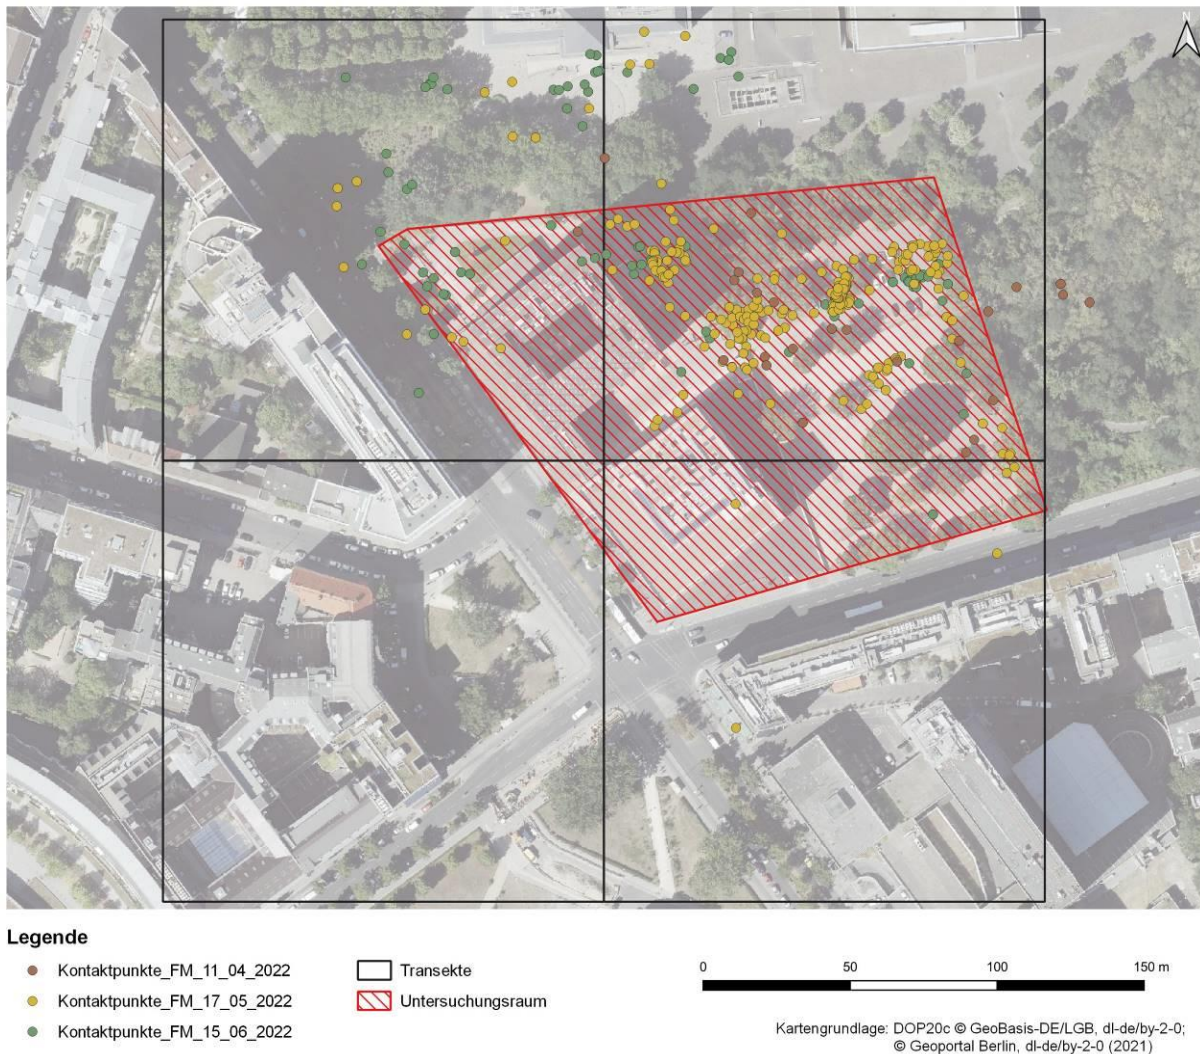 N
Legende
Kontaktpunkte_FM_11_04_2022
Kontaktpunkte_FM_17_05_2022
Kontaktpunkte_FM_15_06_2022
Transekte
Untersuchungsraum
0 50 100 150 m
Kartengrundlage: DOP20c © GeoBasis-DE/LGB, dl-de/by-2-0;
© Geoportal Berlin, dl-de/by-2-0 (2021)